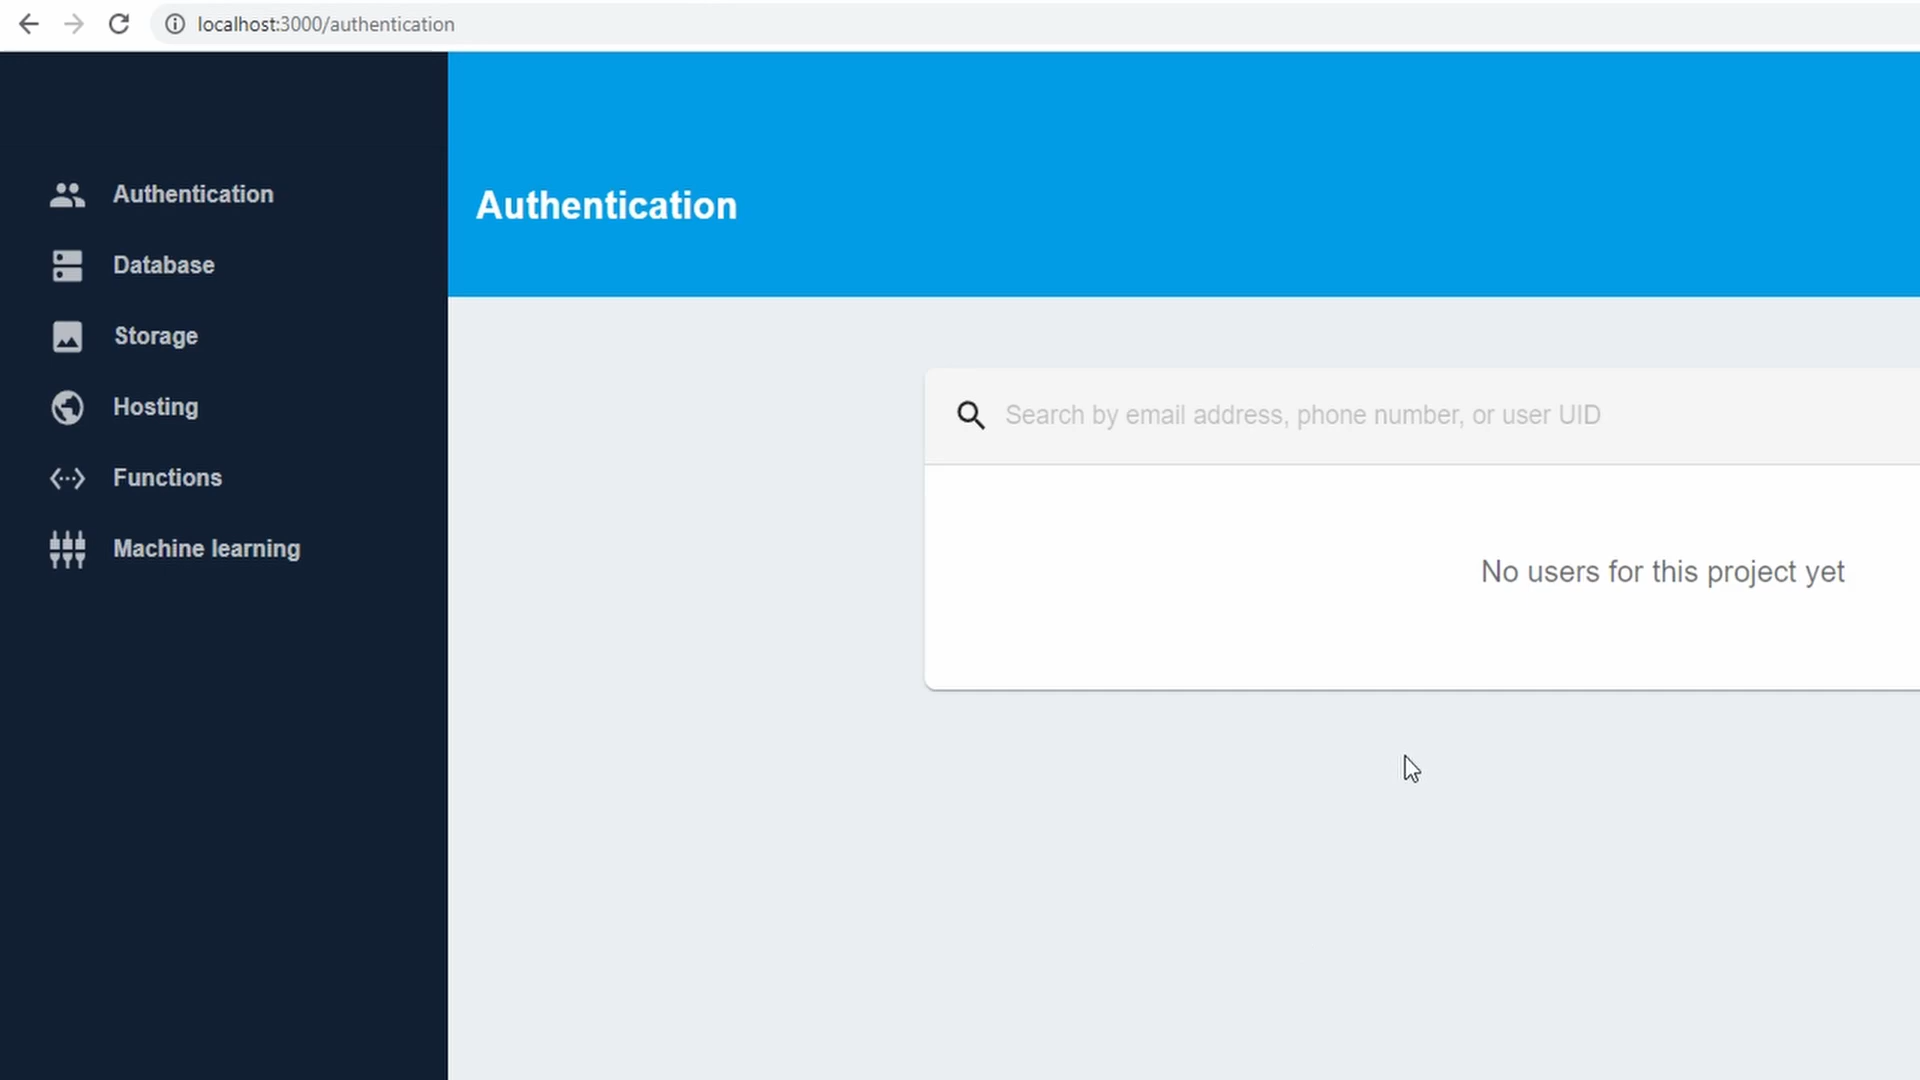 localhost:3000/authentication
Authentication
Database
Storage
Hosting
Functions
Machine learning
Authentication
Search by email address, phone number, or user UID
No users for this project yet